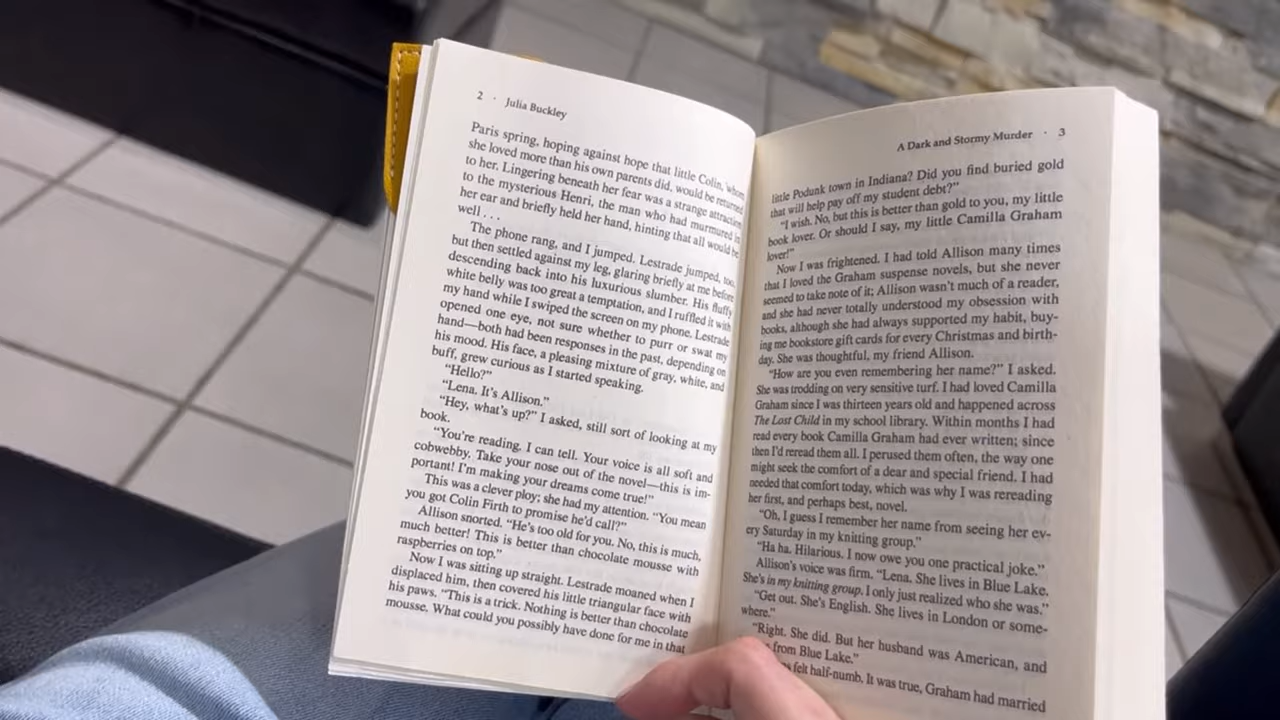 2 · Julia Buckley
Paris spring, hoping against hope that little Colin, whom
she loved more than his own parents did, would be returned
to her. Lingering beneath her fear was a strange attraction
to the mysterious Henri, the man who had murmured in
her ear and briefly held her hand, hinting that all would be
well . . .
The phone rang, and I jumped. Lestrade jumped, too,
but then settled against my leg, glaring briefly at me before
descending back into his luxurious slumber. His fluffy
white belly was too great a temptation, and I ruffled it with
my hand while I swiped the screen on my phone. Lestrade
opened one eye, not sure whether to purr or swat my
hand—both had been responses in the past, depending on
his mood. His face, a pleasing mixture of gray, white, and
buff, grew curious as I started speaking.
"Hello?"
"Lena. It's Allison."
"Hey, what's up?" I asked, still sort of looking at my
book.
"You're reading, I can tell. Your voice is all soft and
cobwebby. Take your nose out of the novel—this is im-
portant! I'm making your dreams come true!"
This was a clever ploy; she had my attention. "You mean
you got Colin Firth to promise he'd call?"
Allison snorted. "He's too old for you. No, this is much,
much better! This is better than chocolate mousse with
raspberries on top."
Now I was sitting up straight. Lestrade moaned when I
displaced him, then covered his little triangular face with
his paws. "This is a trick. Nothing is better than chocolate
mousse. What could you possibly have done for me in that
A Dark and Stormy Murder · 3
little Podunk town in Indiana? Did you find buried gold
that will help pay off my student debt?"
"I wish. No, but this is better than gold to you, my little
book lover. Or should I say, my little Camilla Graham
lover!"
Now I was frightened. I had told Allison many times
that I loved the Graham suspense novels, but she never
seemed to take note of it; Allison wasn't much of a reader,
and she had never totally understood my obsession with
books, although she had always supported my habit, buy-
ing me bookstore gift cards for every Christmas and birth-
day. She was thoughtful, my friend Allison.
"How are you even remembering her name?" I asked.
She was trodding on very sensitive turf. I had loved Camilla
Graham since I was thirteen years old and happened across
The Lost Child in my school library. Within months I had
read every book Camilla Graham had ever written; since
then I'd reread them all. I perused them often, the way one
might seek the comfort of a dear and special friend. I had
needed that comfort today, which was why I was rereading
her first, and perhaps best, novel.
"Oh, I guess I remember her name from seeing her ev-
ery Saturday in my knitting group."
"Ha ha. Hilarious. I now owe you one practical joke."
Allison's voice was firm. "Lena. She lives in Blue Lake.
She's in my knitting group. I only just realized who she was."
"Get out. She's English. She lives in London or some-
where."
"Right. She did. But her husband was American, and
from Blue Lake."
felt half-numb. It was true, Graham had married